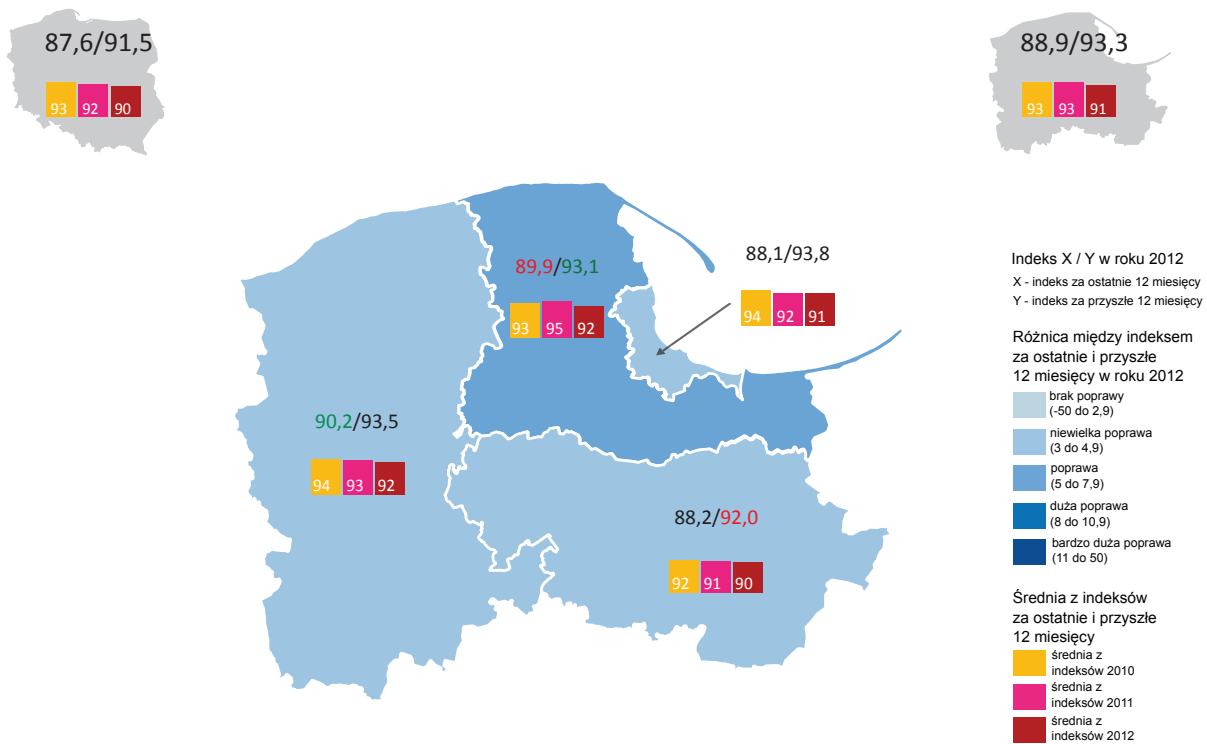 87,6/91,5
93 92 90
88,9/93,3
93 93 91
89,9/93,1
93 95 92
88,1/93,8
94 92 91
90,2/93,5
94 93 92
88,2/92,0
92 91 90
Indeks X / Y w roku 2012
X - indeks za ostatnie 12 miesięcy
Y - indeks za przyszłe 12 miesięcy
Różnica między indeksem
za ostatnie i przyszłe
12 miesięcy w roku 2012
brak poprawy
(-50 do 2,9)
niewielka poprawa
(3 do 4,9)
poprawa
(5 do 7,9)
duża poprawa
(8 do 10,9)
bardzo duża poprawa
(11 do 50)
Średnia z indeksów
za ostatnie i przyszłe
12 miesięcy
średnia z
indeksów 2010
średnia z
indeksów 2011
średnia z
indeksów 2012